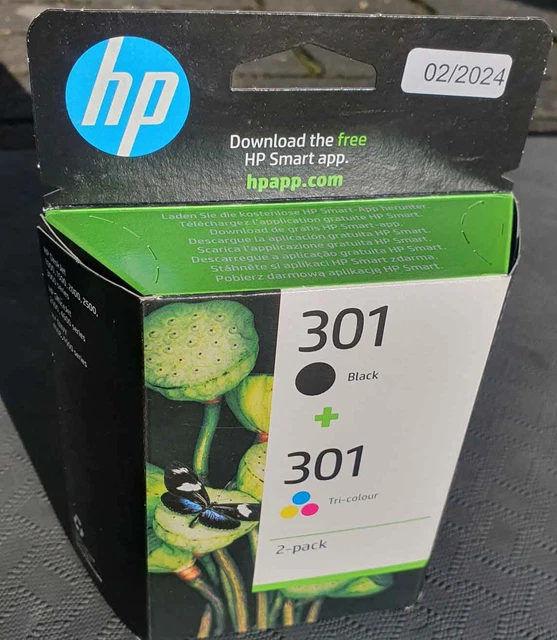 hp
02/2024
Download the free
HP Smart app.
hpapp.com
Laden Sie die kostenlose HP Smart-App herunter.
Téléchargez l'application gratuite HP Smart.
Download de gratis HP Smart-app.
Descargue la aplicación gratuita HP Smart.
Scarica l'applicazione gratuita HP Smart.
Descarregue a aplicação gratuita HP Smart.
Stáhněte si aplikaci HP Smart zdarma.
Pobierz darmową aplikację HP Smart.
301
Black
+
301
Tri-colour
2-pack